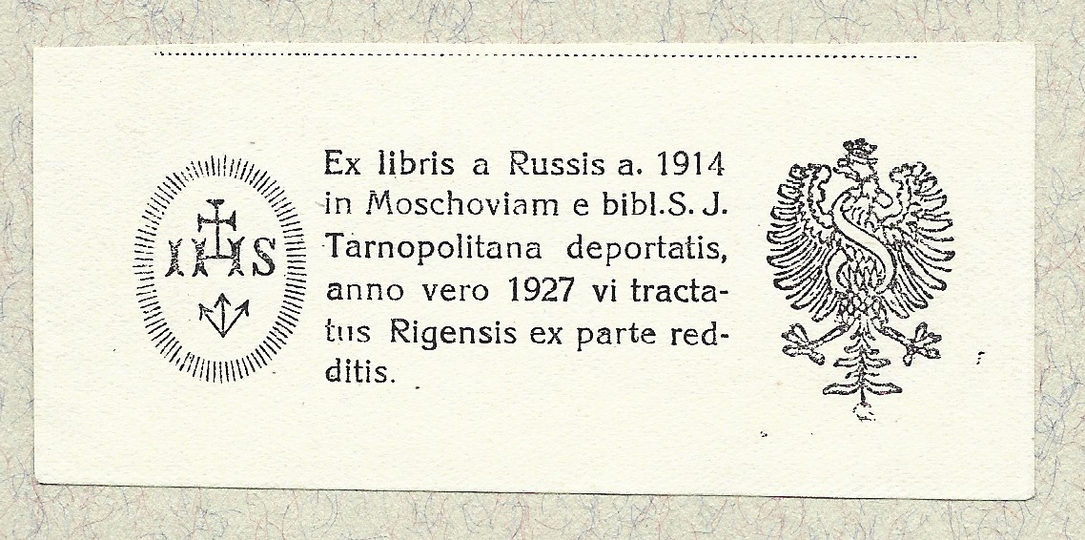 IHS
Ex libris a Russis a. 1914
in Moschoviam e bibl. S. J.
Tarnopolitana deportatis,
anno vero 1927 vi tracta-
tus Rigensis ex parte red-
ditis.